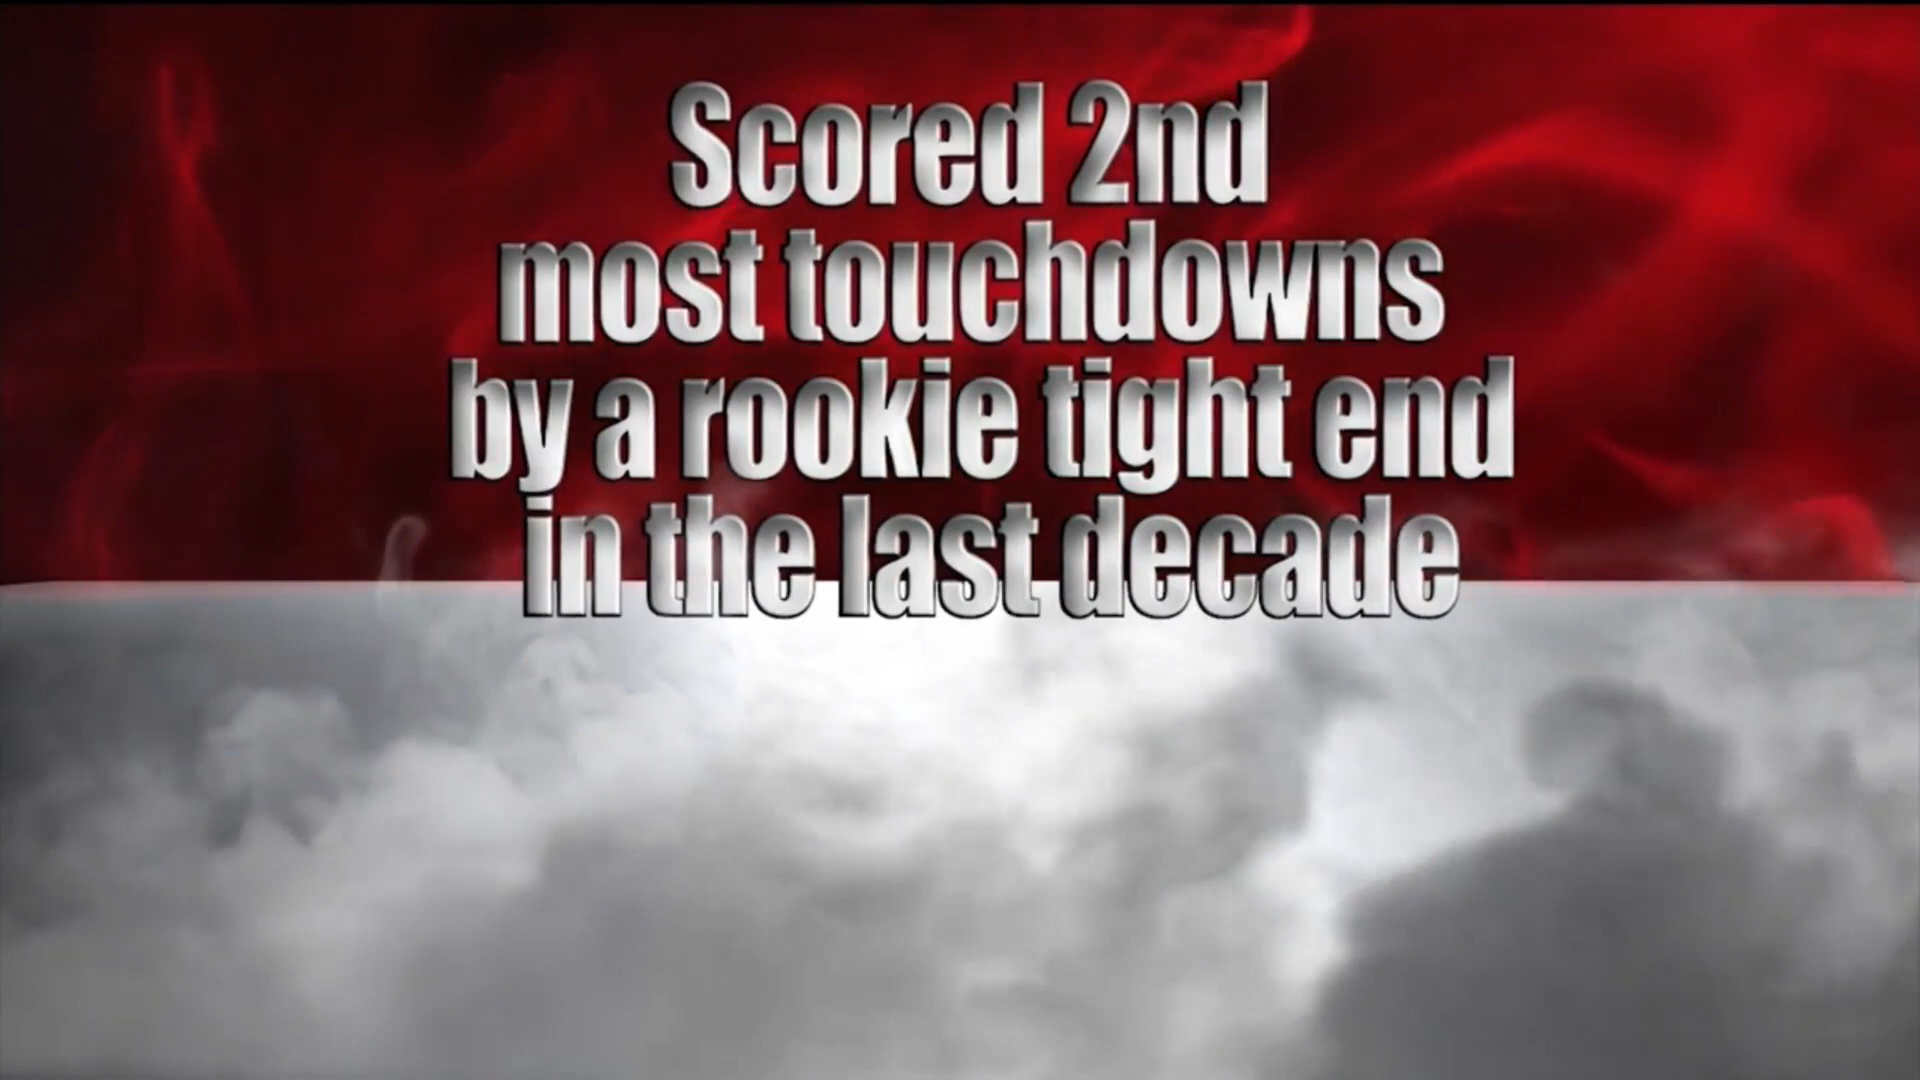 Scored 2nd
most touchdowns
by a rookie tight end
in the last decade